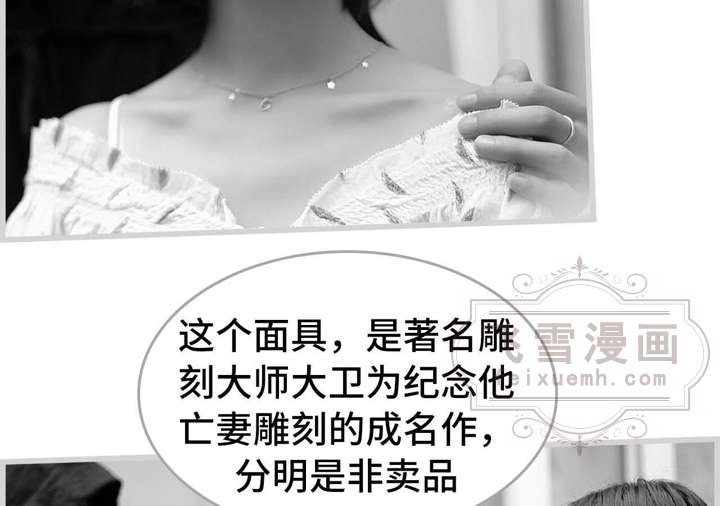 这个面具，是著名雕
刻大师大卫为纪念他
亡妻雕刻的成名作，
分明是非卖品
飞雪漫画
feixuemh.com